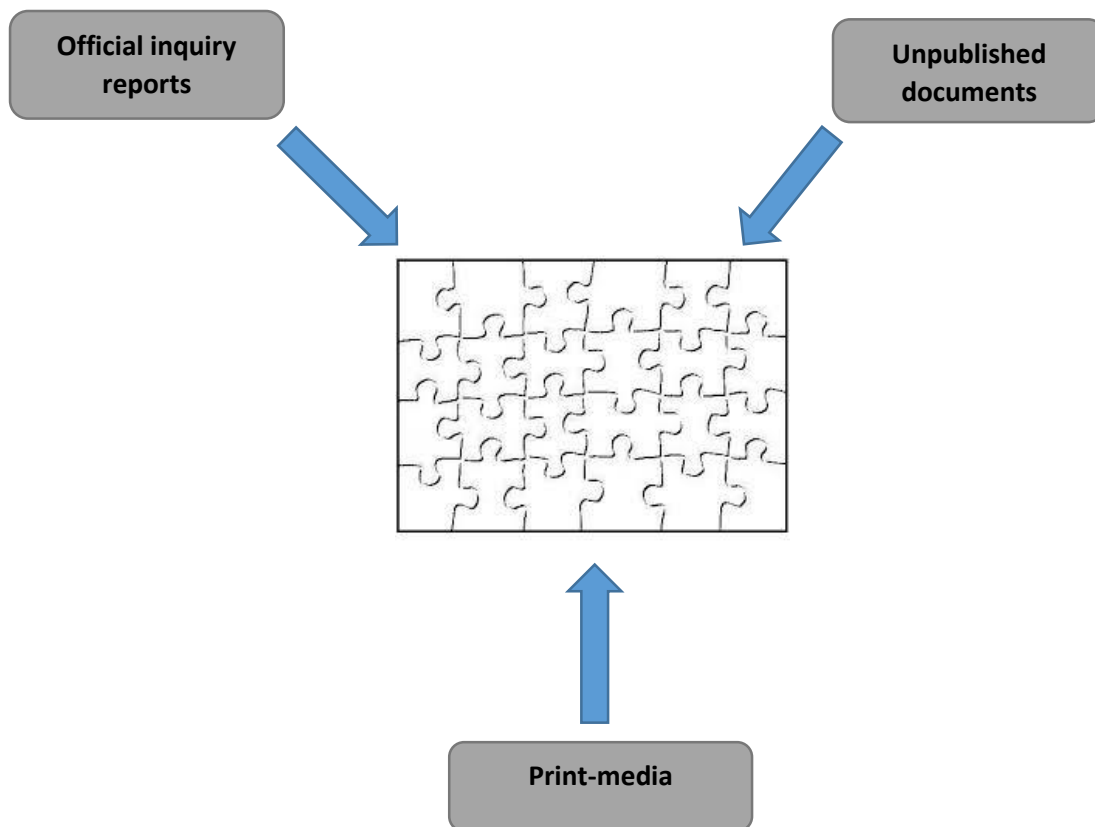 Official inquiry
reports
Unpublished
documents
Print-media